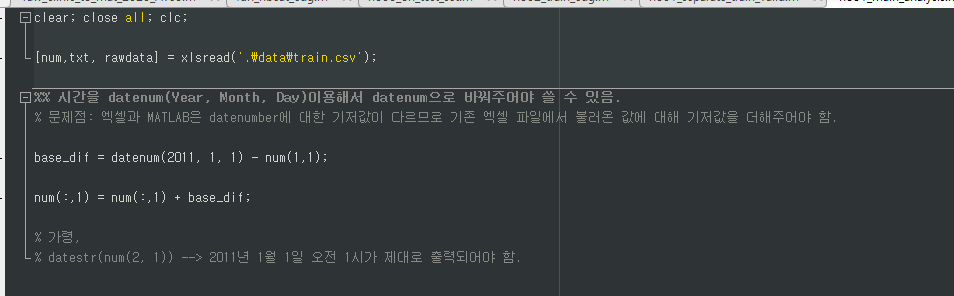 clear; close all; clc;
[num,txt, rawdata] = xlsread('.₩data₩train.csv');
%% 시간을 datenum(Year, Month, Day)이용해서 datenum으로 바꿔주어야 쓸 수 있음.
% 문제점: 엑셀과 MATLAB은 datenumber에 대한 기저값이 다르므로 기존 엑셀 파일에서 불러온 값에 대해 기저값을 더해주어야 함.
base_dif = datenum(2011, 1, 1) - num(1,1);
num(:,1) = num(:,1) + base_dif;
% 가령,
% datestr(num(2, 1)) --> 2011년 1월 1일 오전 1시가 제대로 출력되어야 함.